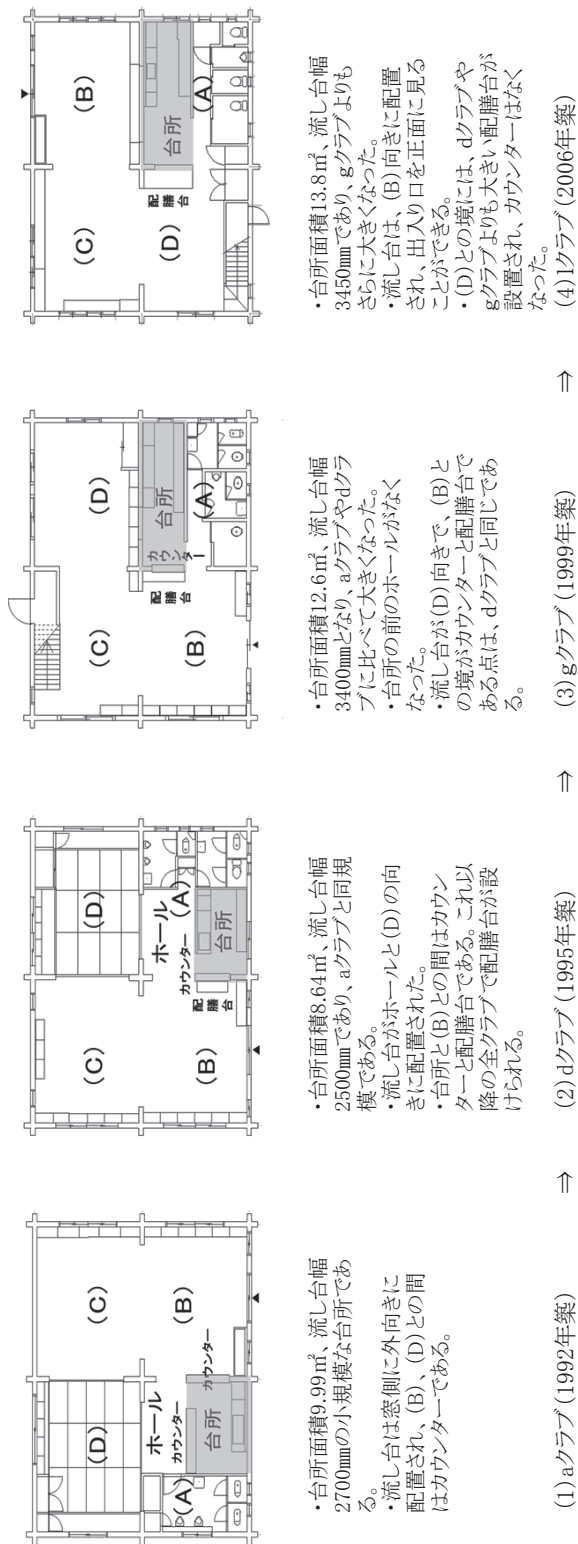 (D)
(C)
ホール
カウンター
(A)
台所
カウンター
(B)
・台所面積9.99㎡、流し台幅
2700㎜の小規模な台所であ
る。
・流し台は窓側に外向きに
配置され、(B)、(D)との間
はカウンターである。
(1)aクラブ(1992年築)
⇒
(C)
(D)
ホール
カウンター
(A)
配膳台
台所
(B)
・台所面積8.64㎡、流し台幅
2500㎜であり、aクラブと同規
模である。
・流し台がホールと(D)の向
きに配置された。
・台所と(B)との間はカウン
ターと配膳台である。これ以
降の全クラブで配膳台が設
けられる。
(2)dクラブ(1995年築)
⇒
(C)
(D)
カウンター
配膳台
台所
(A)
(B)
・台所面積12.6㎡、流し台幅
3400㎜となり、aクラブやdクラ
ブに比べて大きくなった。
・台所の前のホールがなく
なった。
・流し台が(D)向きで、(B)と
の境がカウンターと配膳台で
ある点は、dクラブと同じであ
る。
(3)gクラブ(1999年築)
⇒
(C)
(B)
配膳台
台所
(D)
(A)
・台所面積13.8㎡、流し台幅
3450㎜であり、gクラブよりも
さらに大きくなった。
・流し台は、(B)向きに配置
され、出入り口を正面に見る
ことができる。
・(D)との境には、dクラブや
gクラブよりも大きい配膳台が
設置され、カウンターはなく
なった。
(4)lクラブ(2006年築)